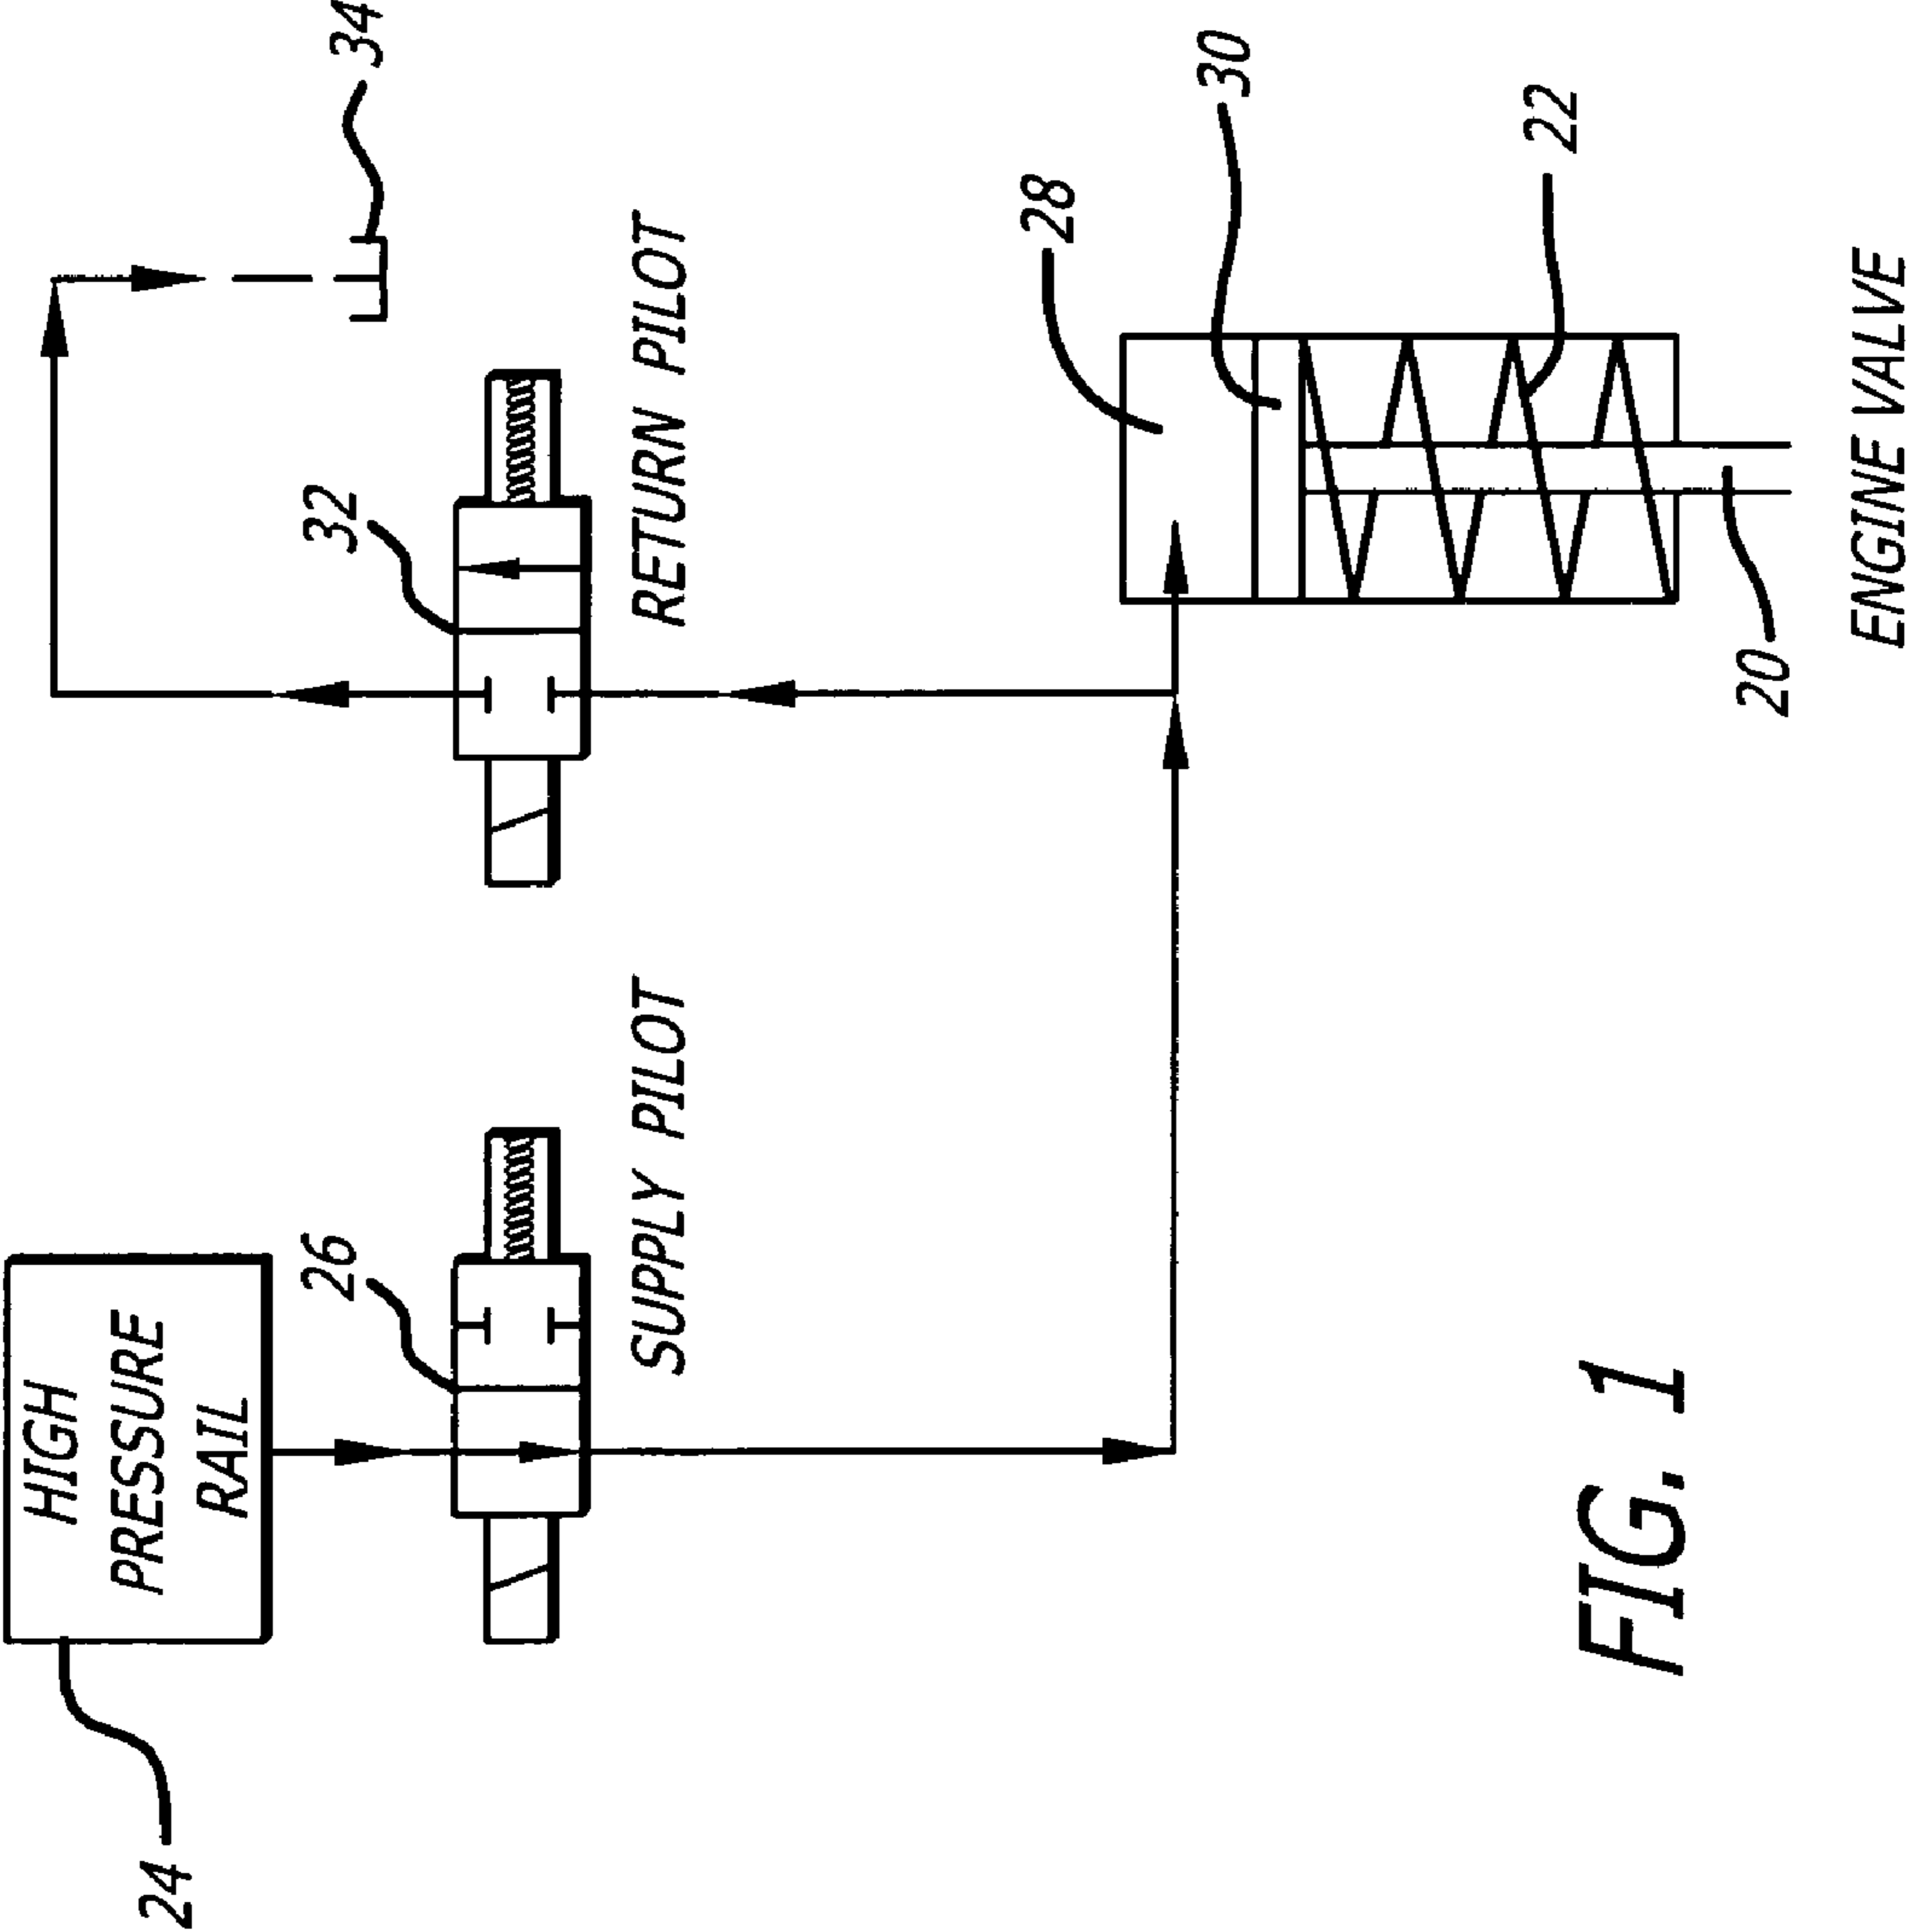 24
HIGH
PRESSURE
RAIL
26
SUPPLY PILOT
32
RETURN PILOT
34
28
30
22
20
ENGINE VALVE
FIG. 1